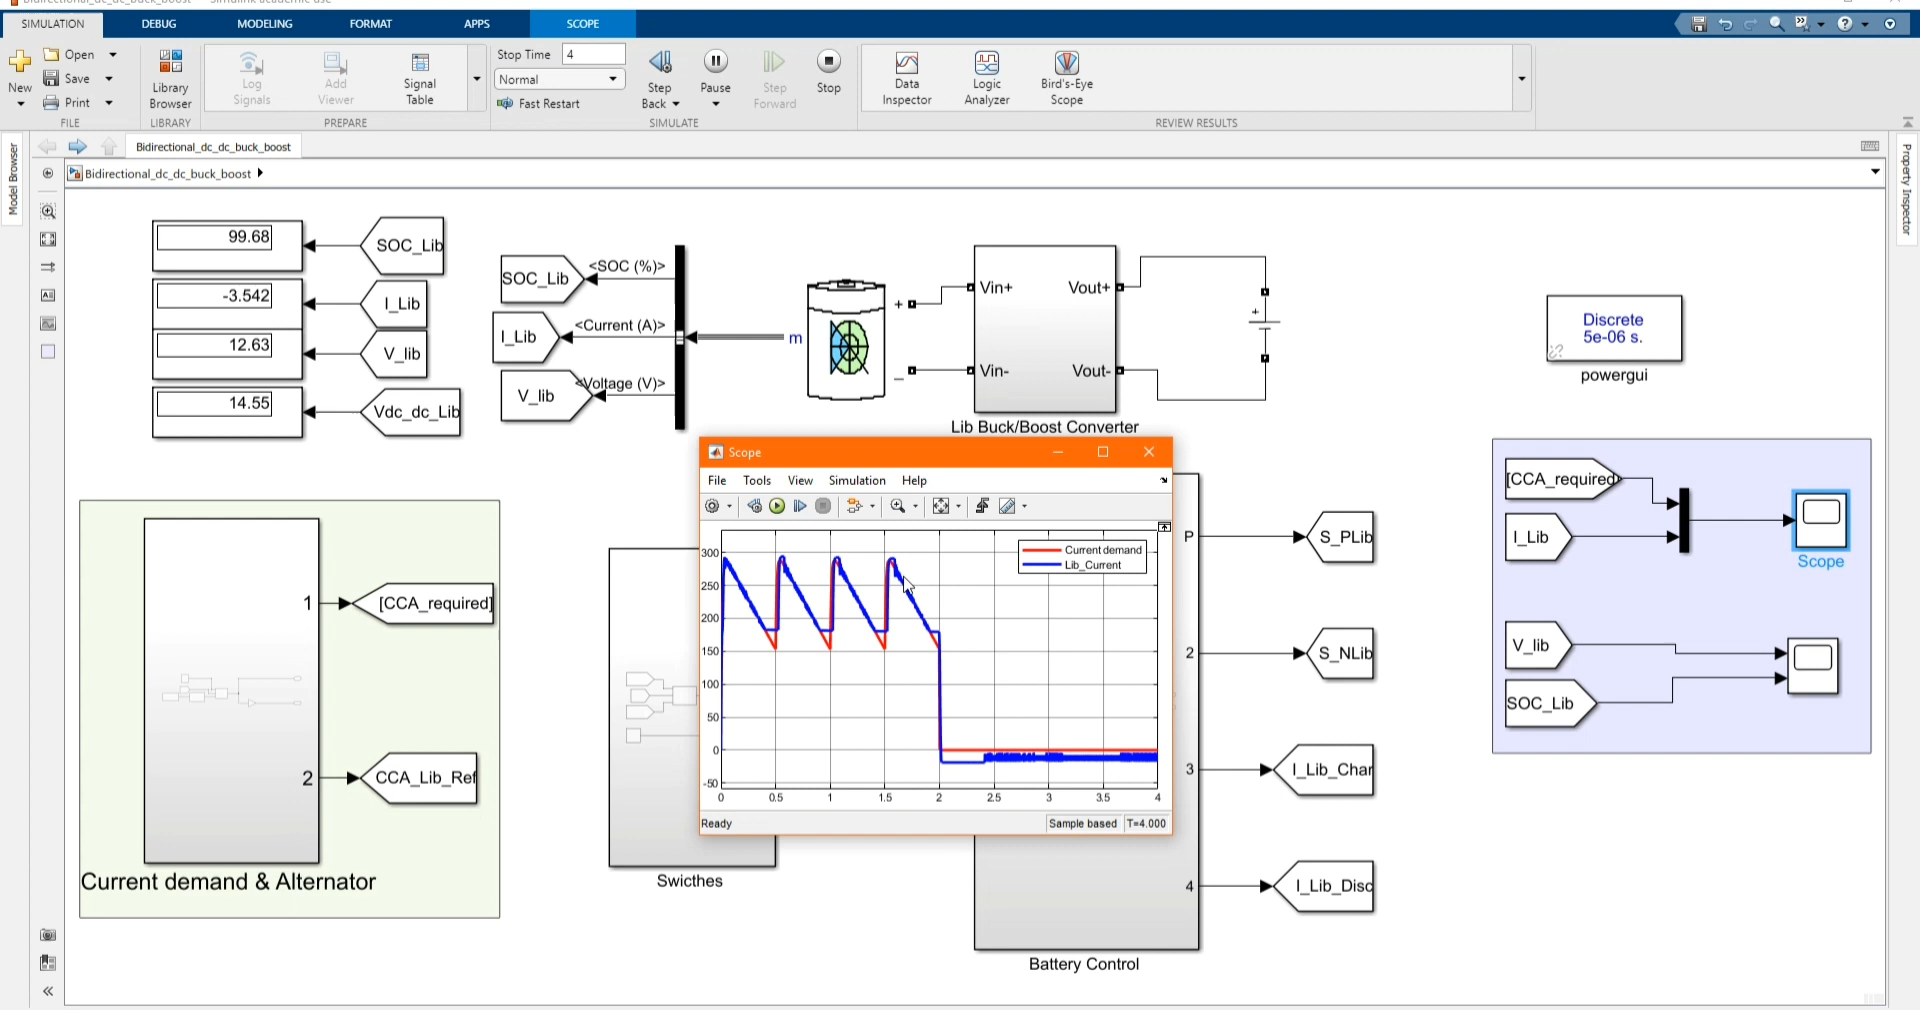 Bidirectional_dc_dc_buck_boost - Simulink academic use
SIMULATION DEBUG MODELING FORMAT APPS SCOPE
New
Open
Save
Print
FILE
Library Browser
LIBRARY
Log Signals
Add Viewer
Signal Table
PREPARE
Stop Time 4
Normal
Fast Restart
Step Back
Pause
Step Forward
Stop
SIMULATE
Data Inspector
Logic Analyzer
Bird's-Eye Scope
REVIEW RESULTS
Model Browser
Bidirectional_dc_dc_buck_boost
Property Inspector
Bidirectional_dc_dc_buck_boost
99.68
SOC_Lib
-3.542
I_Lib
12.63
V_lib
14.55
Vdc_dc_Lib
SOC_Lib
<SOC (%)>
I_Lib
<Current (A)>
V_lib
<Voltage (V)>
m
+
_
Vin+ Vout+
Vin- Vout-
Lib Buck/Boost Converter
+
Discrete
5e-06 s.
powergui
1
[CCA_required]
2
CCA_Lib_Ref
Current demand & Alternator
Swicthes
Scope
File Tools View Simulation Help
Current demand
Lib_Current
300
250
200
150
100
50
0
-50
0 0.5 1 1.5 2 2.5 3 3.5 4
Ready
Sample based T=4.000
P
S_PLib
2
S_NLib
3
I_Lib_Char
4
I_Lib_Disc
Battery Control
[CCA_required]
I_Lib
Scope
V_lib
SOC_Lib